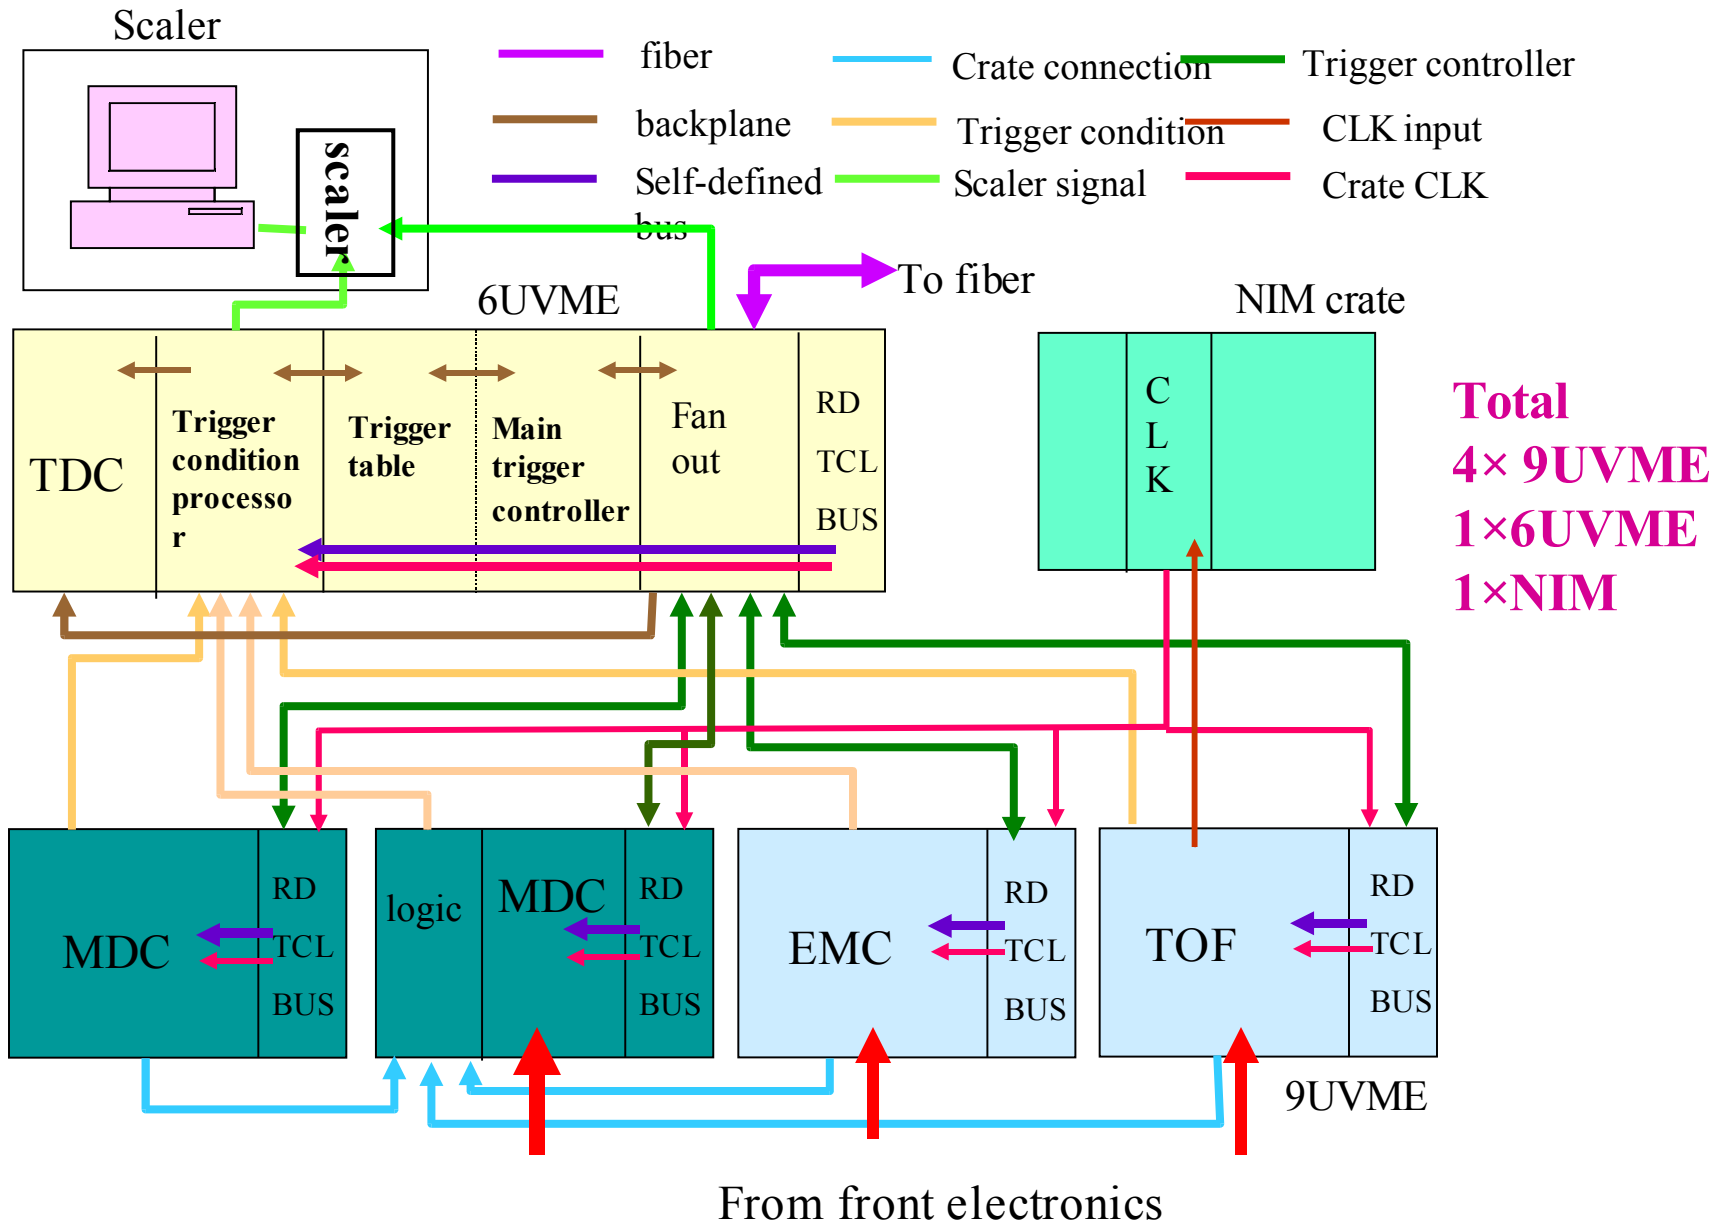 Scaler
fiber
Crate connection
Trigger controller
backplane
Trigger condition
CLK input
Self-defined
bus
Scaler signal
Crate CLK
scaler
To fiber
6UVME
NIM crate
TDC
Trigger
condition
processo
r
Trigger
table
Main
trigger
controller
Fan
out
RD
TCL
BUS
C
L
K
Total
4× 9UVME
1×6UVME
1×NIM
MDC
RD
TCL
BUS
logic
MDC
RD
TCL
BUS
EMC
RD
TCL
BUS
TOF
RD
TCL
BUS
9UVME
From front electronics